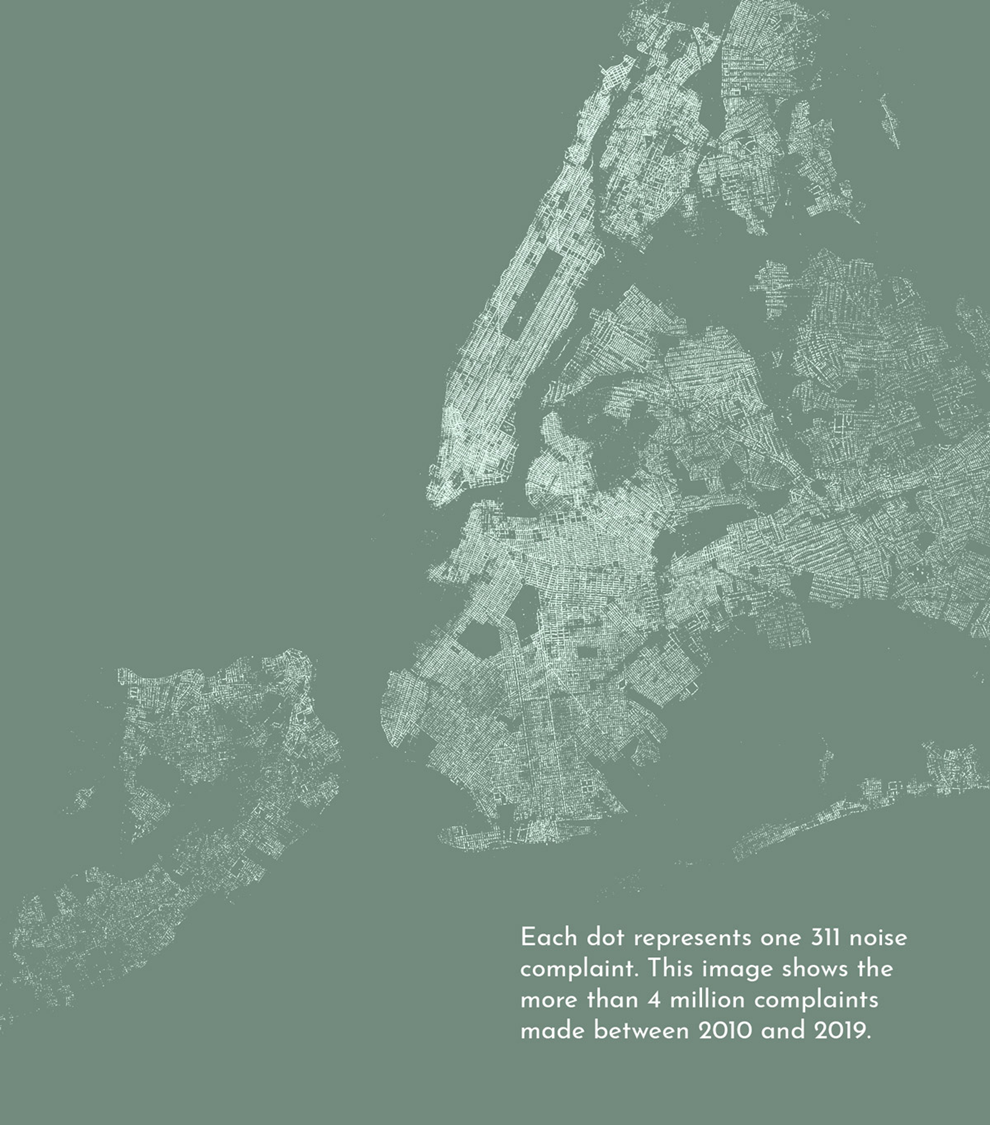 Each dot represents one 311 noise
complaint. This image shows the
more than 4 million complaints
made between 2010 and 2019.